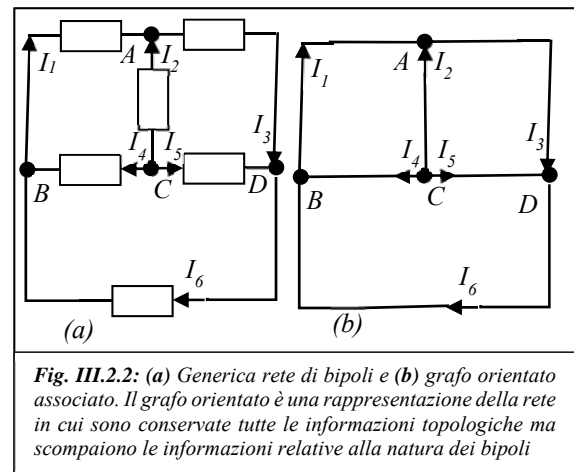 A
I1
I2
I3
I4
I5
B
C
D
I6
(a)
A
I1
I2
I3
I4
I5
B
C
D
I6
(b)
Fig. III.2.2: (a) Generica rete di bipoli e (b) grafo orientato
associato. Il grafo orientato è una rappresentazione della rete
in cui sono conservate tutte le informazioni topologiche ma
scompaiono le informazioni relative alla natura dei bipoli